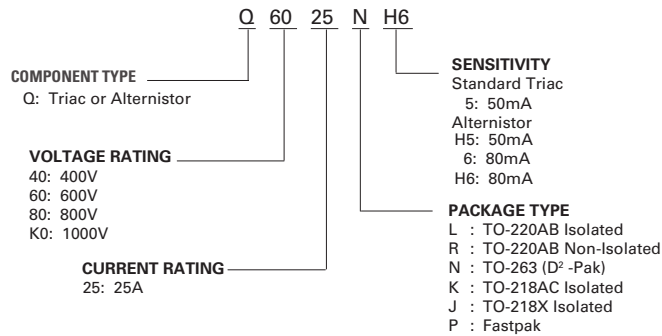 Q 60 25 N H6
COMPONENT TYPE
Q: Triac or Alternistor
VOLTAGE RATING
40: 400V
60: 600V
80: 800V
K0: 1000V
CURRENT RATING
25: 25A
SENSITIVITY
Standard Triac
5: 50mA
Alternistor
H5: 50mA
6: 80mA
H6: 80mA
PACKAGE TYPE
L : TO-220AB Isolated
R : TO-220AB Non-Isolated
N : TO-263 (D² -Pak)
K : TO-218AC Isolated
J : TO-218X Isolated
P : Fastpak